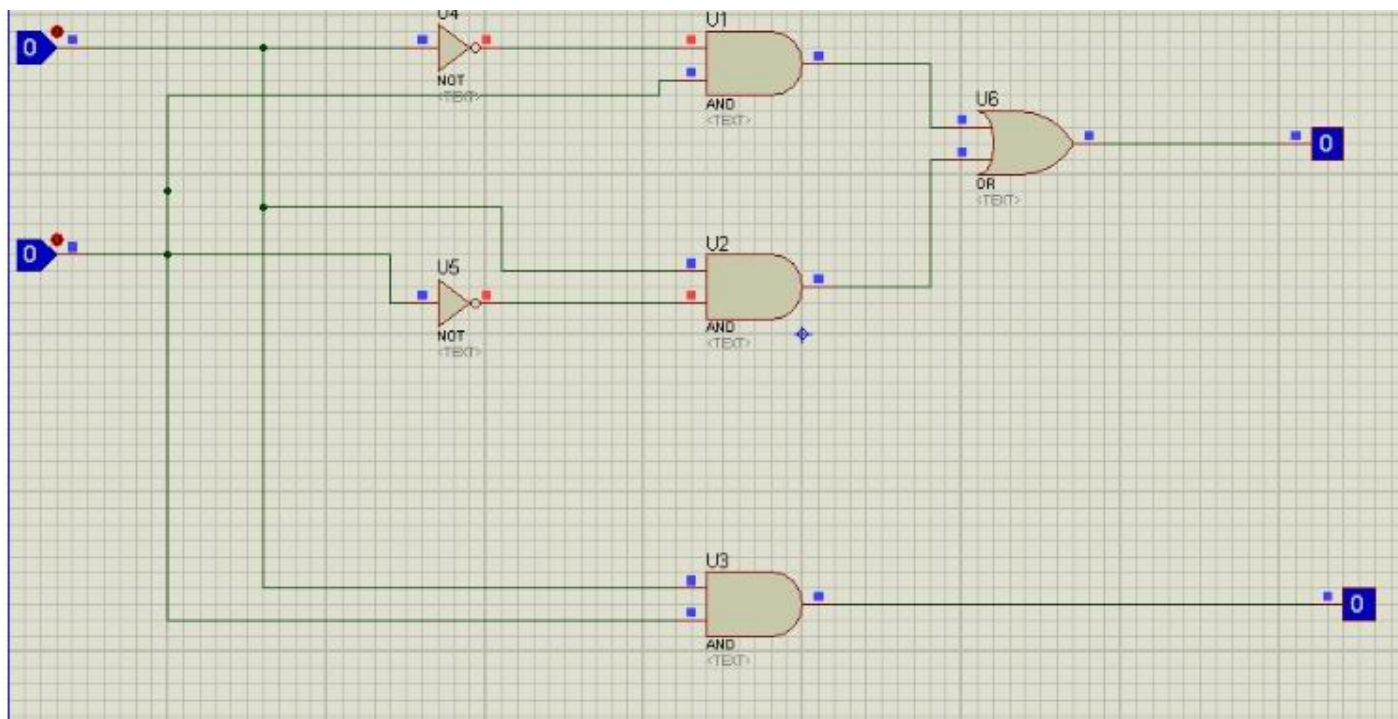 U4
U1
0
NOT
<TEXT>
AND
<TEXT>
U6
0
OR
<TEXT>
0
U2
U5
AND
<TEXT>
NOT
<TEXT>
U3
0
AND
<TEXT>